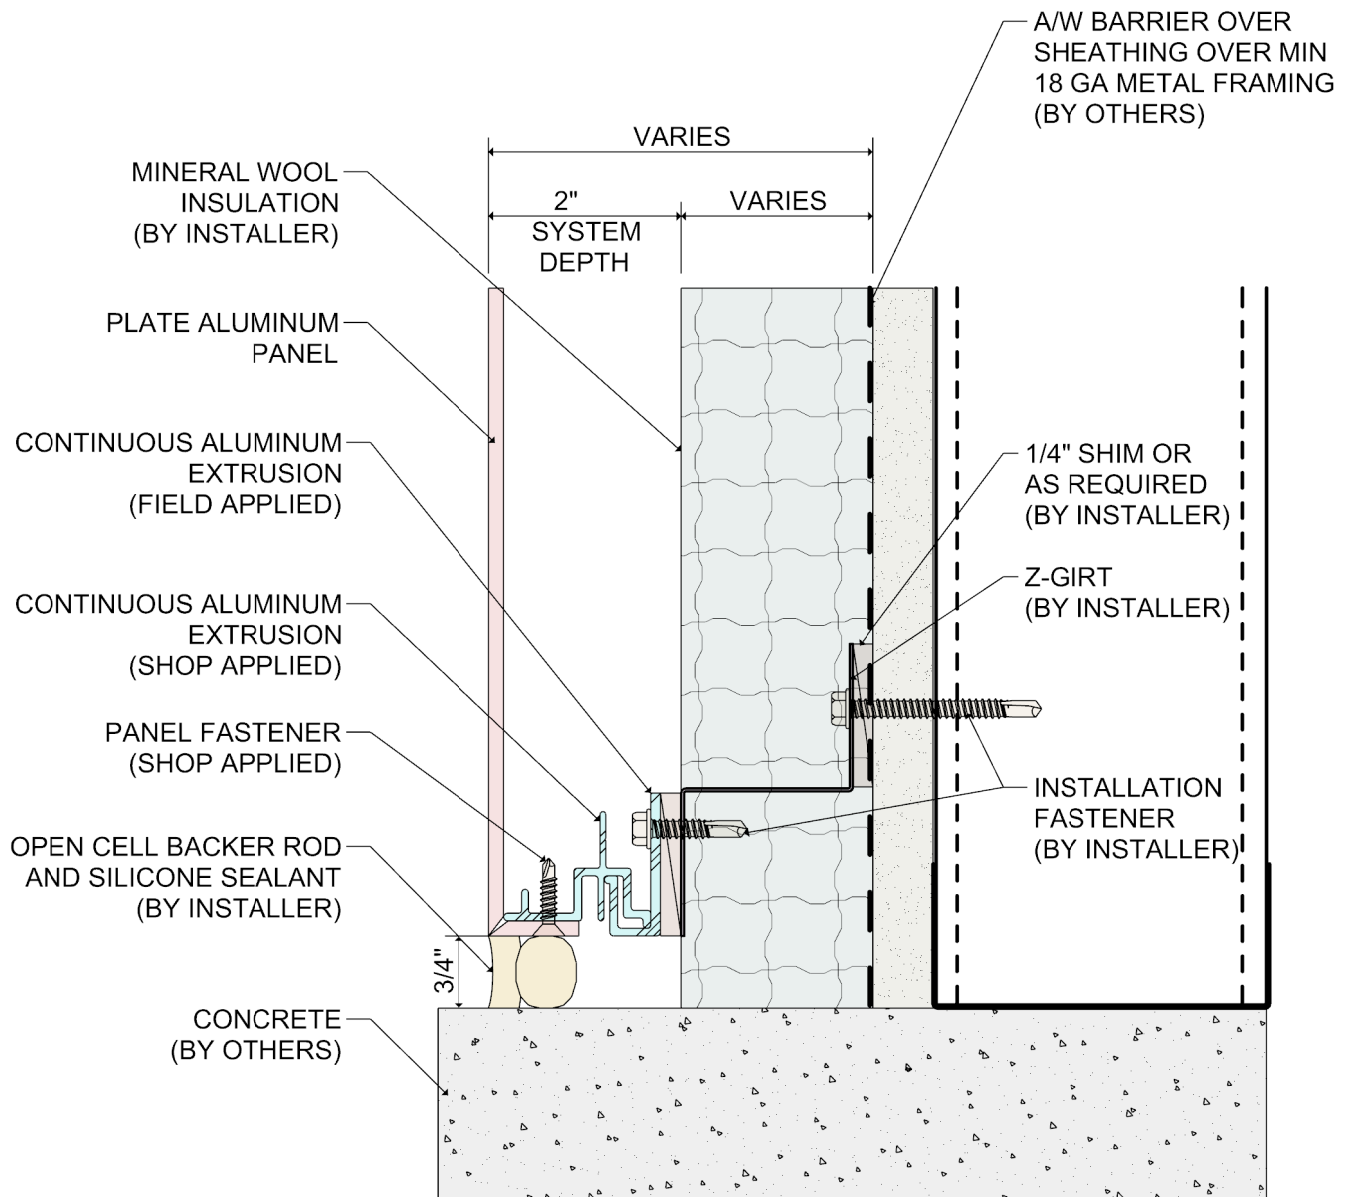 A/W BARRIER OVER
SHEATHING OVER MIN
18 GA METAL FRAMING
(BY OTHERS)
VARIES
MINERAL WOOL
INSULATION
(BY INSTALLER)
2"
SYSTEM
DEPTH
VARIES
PLATE ALUMINUM
PANEL
CONTINUOUS ALUMINUM
EXTRUSION
(FIELD APPLIED)
1/4" SHIM OR
AS REQUIRED
(BY INSTALLER)
Z-GIRT
(BY INSTALLER)
CONTINUOUS ALUMINUM
EXTRUSION
(SHOP APPLIED)
PANEL FASTENER
(SHOP APPLIED)
INSTALLATION
FASTENER
(BY INSTALLER)
OPEN CELL BACKER ROD
AND SILICONE SEALANT
(BY INSTALLER)
3/4"
CONCRETE
(BY OTHERS)